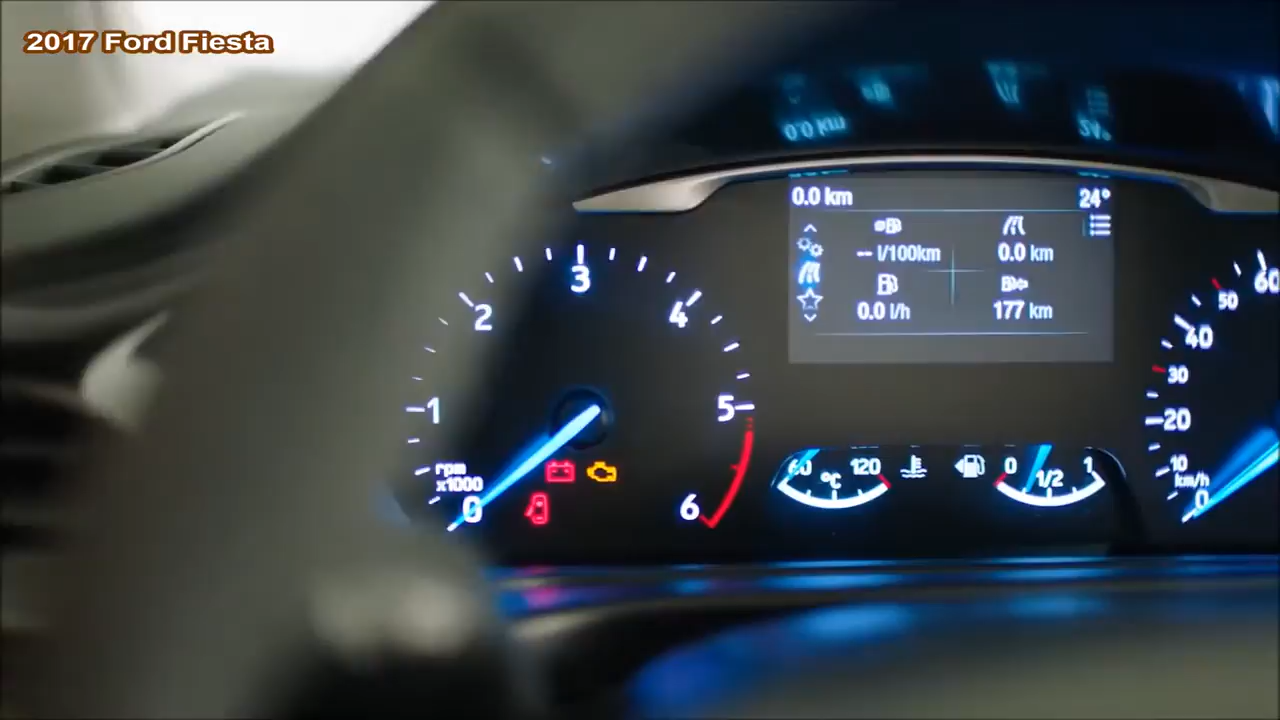 2017 Ford Fiesta
0.0 km
24°
-- l/100km
0.0 km
0.0 l/h
177 km
0
1
2
3
4
5
6
rpm
x1000
60
120
°C
0
1/2
1
0
10
20
30
40
50
60
km/h
0.0 km